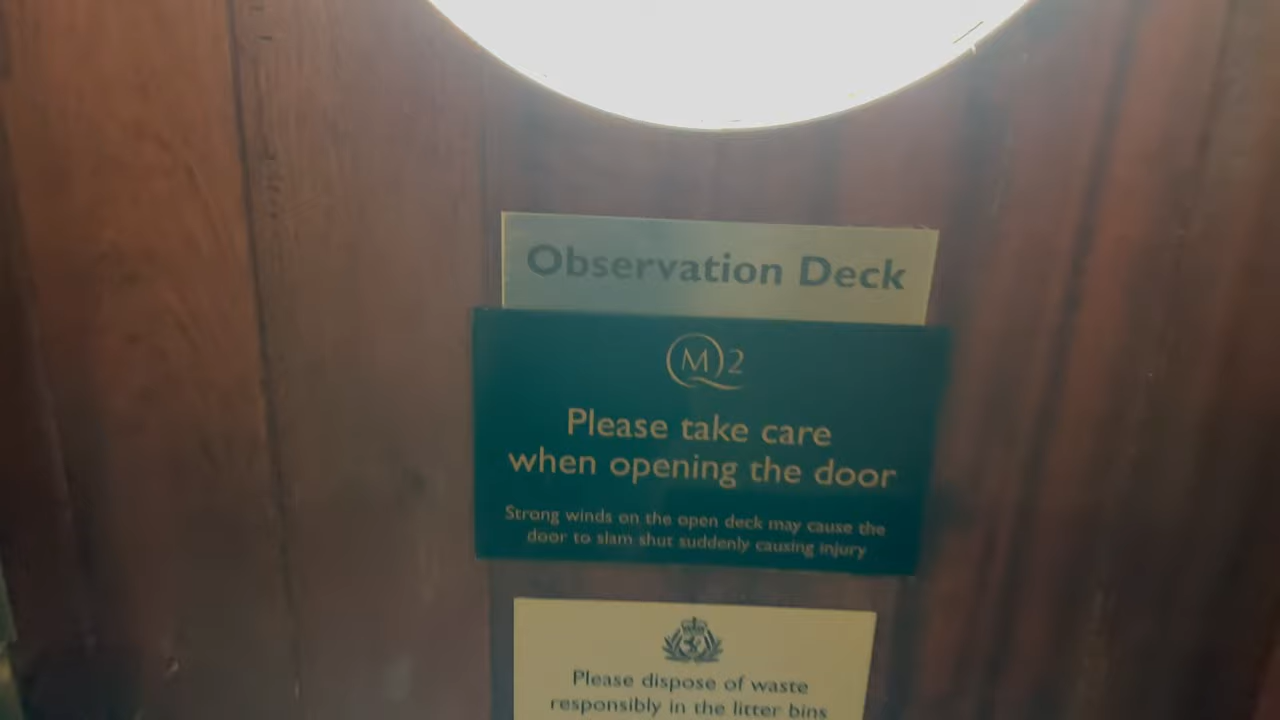 Observation Deck
QM2
Please take care
when opening the door
Strong winds on the open deck may cause the
door to slam shut suddenly causing injury
Please dispose of waste
responsibly in the litter bins